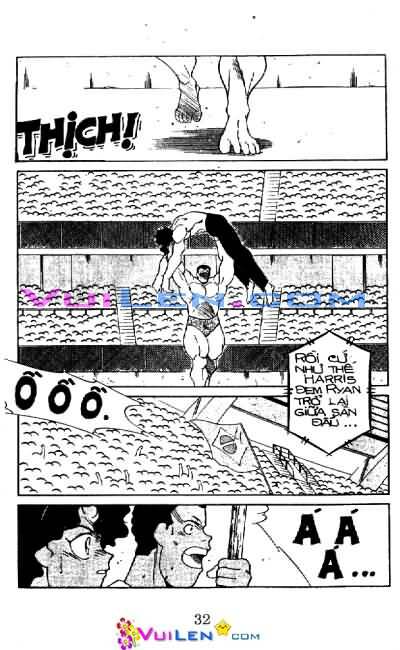 THỊCH!
VUILEN.COM
RỒI CỨ
NHƯ THẾ
HARRIS
ĐEM RYAN
TRỞ LẠI
GIỮA SÂN
ĐẤU...
Ồ Ồ Ồ.
Á Á
Á...
32
VUILEN.COM